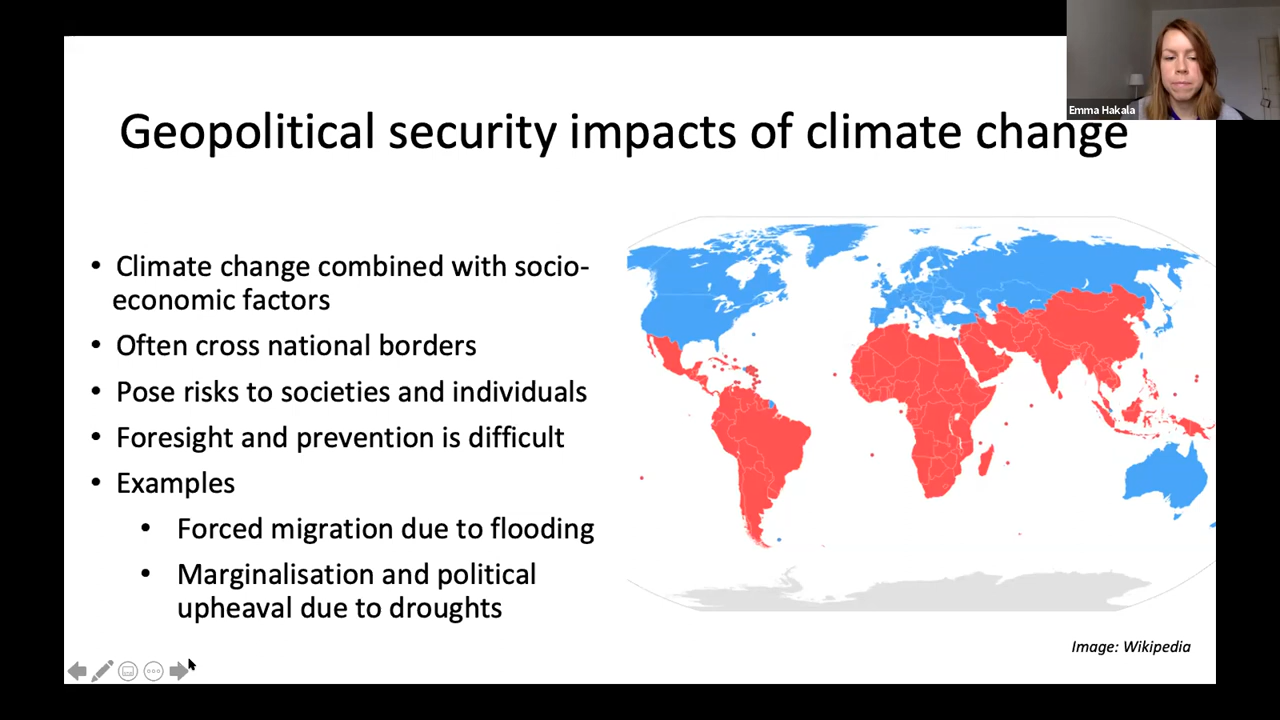 Emma Hakala
Geopolitical security impacts of climate change
• Climate change combined with socio-
economic factors
• Often cross national borders
• Pose risks to societies and individuals
• Foresight and prevention is difficult
• Examples
• Forced migration due to flooding
• Marginalisation and political
upheaval due to droughts
Image: Wikipedia